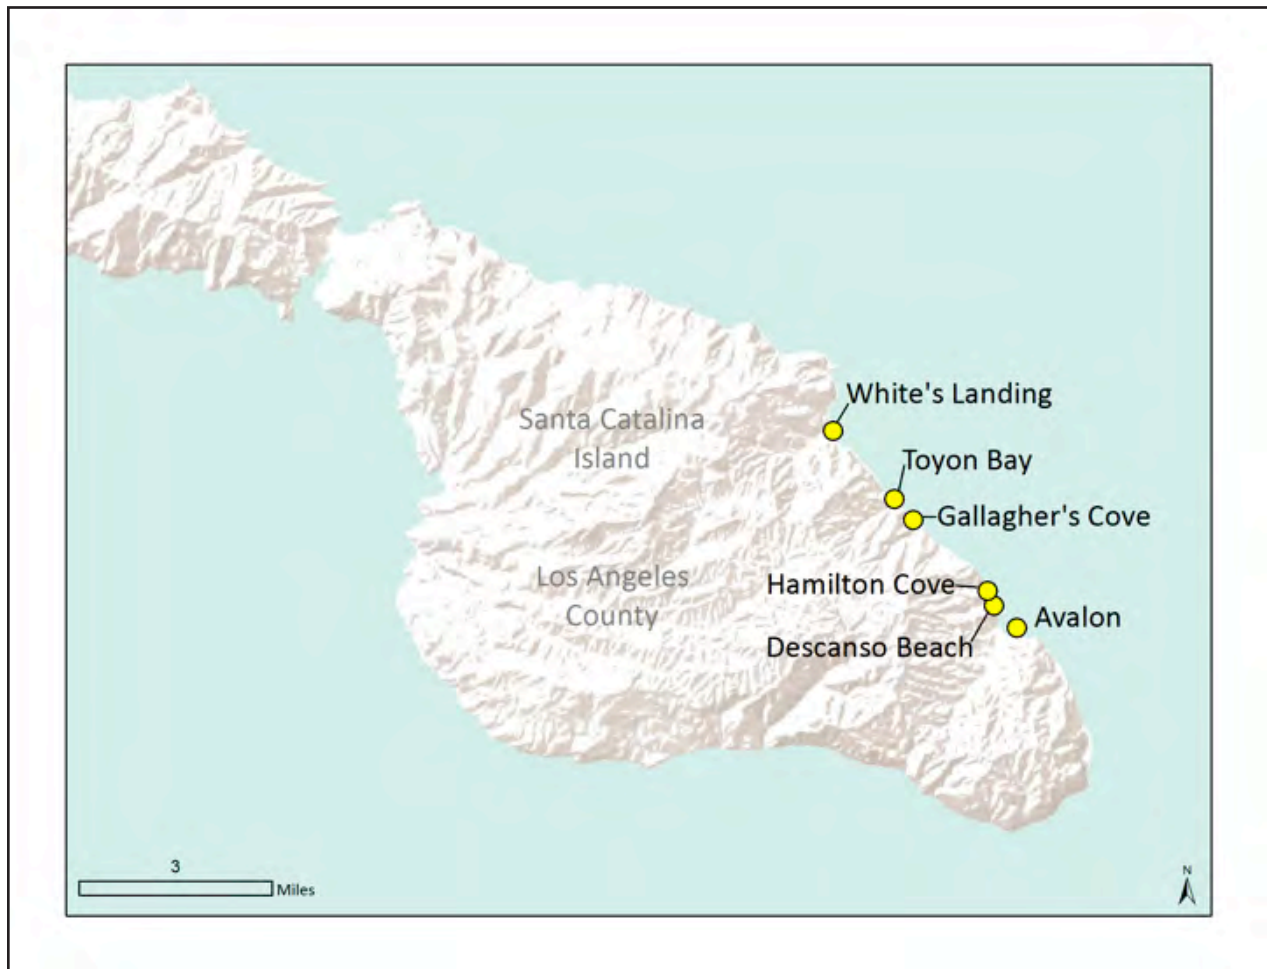 White's Landing
Santa Catalina
Island
Toyon Bay
Gallagher's Cove
Los Angeles
County
Hamilton Cove
Avalon
Descanso Beach
3
Miles
N